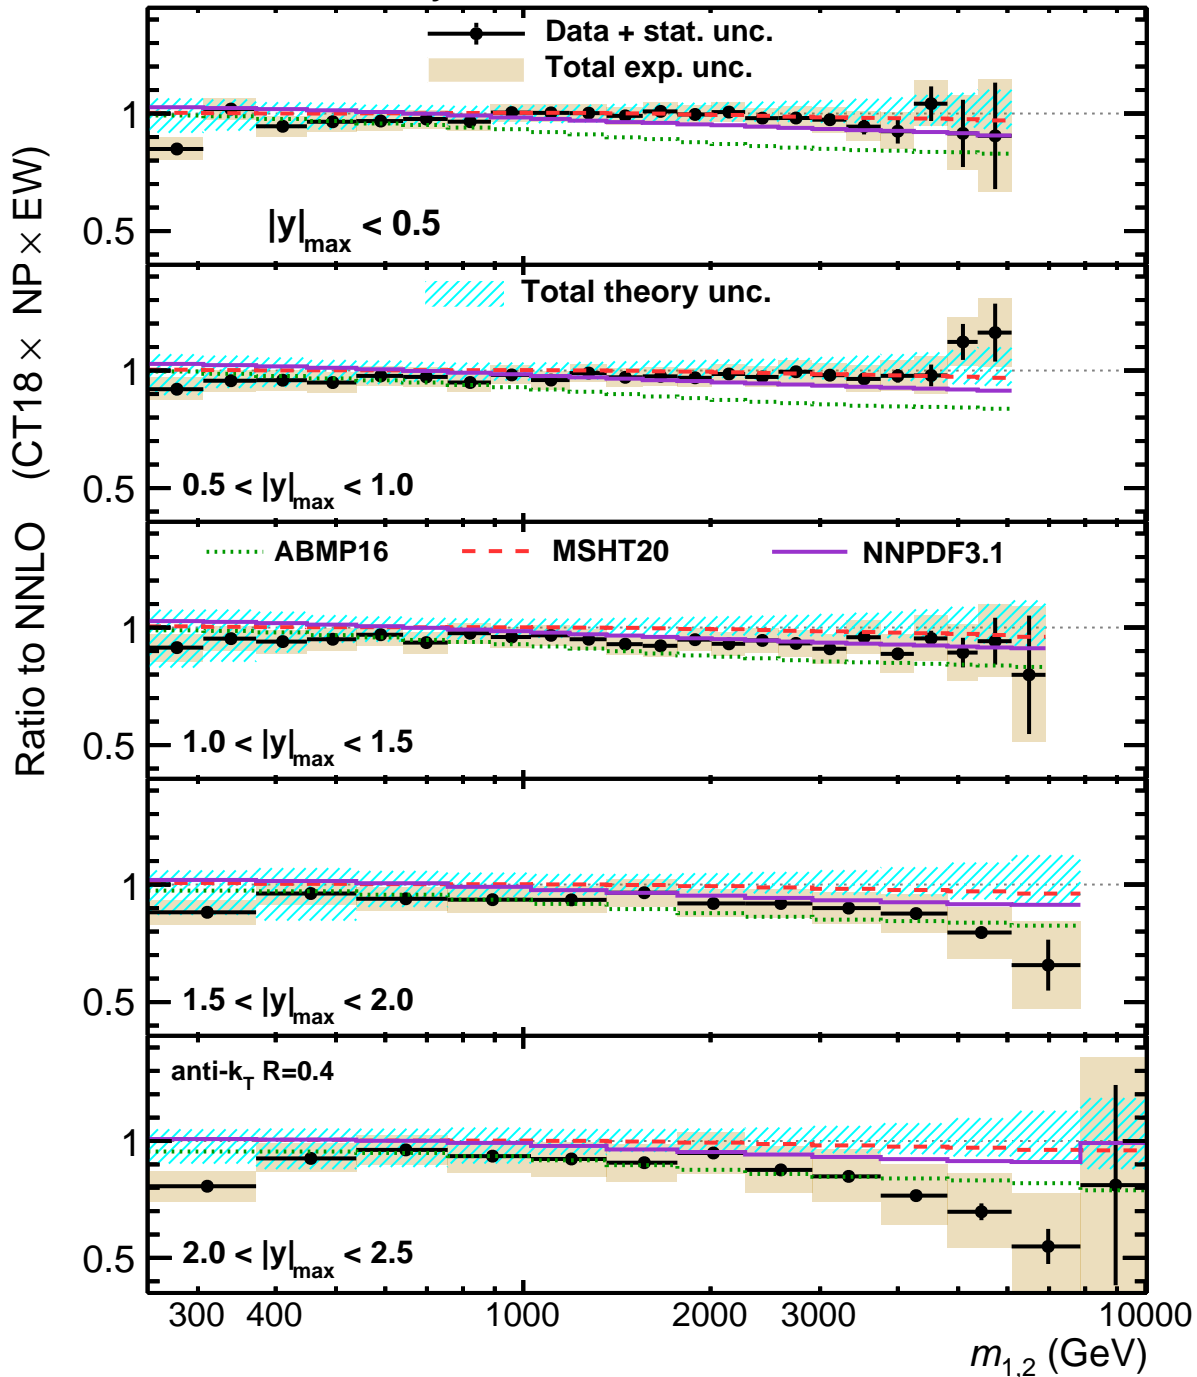 Data + stat. unc.
Total exp. unc.
1
0.5
|y|max < 0.5
Total theory unc.
1
0.5
0.5 < |y|max < 1.0
ABMP16 MSHT20 NNPDF3.1
1
0.5
1.0 < |y|max < 1.5
1
0.5
1.5 < |y|max < 2.0
anti-kT R=0.4
1
0.5
2.0 < |y|max < 2.5
300 400 1000 2000 3000 10000
m1,2 (GeV)
Ratio to NNLO (CT18 × NP × EW)